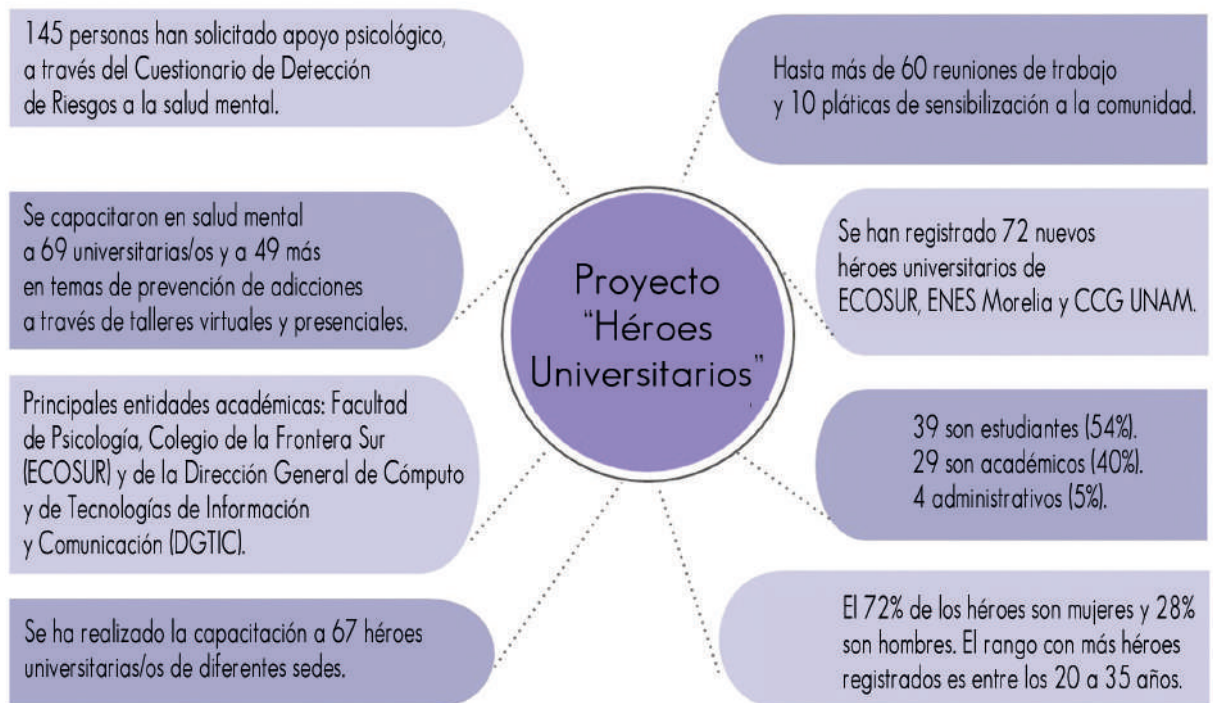 145 personas han solicitado apoyo psicológico,
a través del Cuestionario de Detección
de Riesgos a la salud mental.
Se capacitaron en salud mental
a 69 universitarias/os y a 49 más
en temas de prevención de adicciones
a través de talleres virtuales y presenciales.
Principales entidades académicas: Facultad
de Psicología, Colegio de la Frontera Sur
(ECOSUR) y de la Dirección General de Cómputo
y de Tecnologías de Información
y Comunicación (DGTIC).
Se ha realizado la capacitación a 67 héroes
universitarias/os de diferentes sedes.
Proyecto
“Héroes
Universitarios”
Hasta más de 60 reuniones de trabajo
y 10 pláticas de sensibilización a la comunidad.
Se han registrado 72 nuevos
héroes universitarios de
ECOSUR, ENES Morelia y CCG UNAM.
39 son estudiantes (54%).
29 son académicos (40%).
4 administrativos (5%).
El 72% de los héroes son mujeres y 28%
son hombres. El rango con más héroes
registrados es entre los 20 a 35 años.